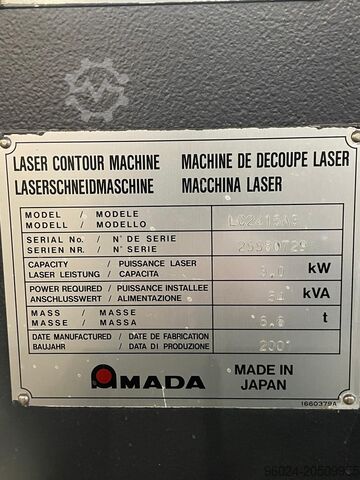 LASER CONTOUR MACHINE MACHINE DE DECOUPE LASER
LASERSCHNEIDMASCHINE MACCHINA LASER
MODEL / MODELE
MODELL / MODELLO
SERIAL No. / N° DE SERIE
SERIEN NR. / N° SERIE
CAPACITY / PUISSANCE LASER kW
LASER LEISTUNG / CAPACITA
POWER REQUIRED / PUISSANCE INSTALLEE kVA
ANSCHLUSSWERT / ALIMENTAZIONE
MASS / MASSE t
MASSE / MASSA
DATE MANUFACTURED / DATE DE FABRICATION 2001
BAUJAHR / DATA DI PRODUZIONE
AMADA MADE IN
JAPAN
1660379A